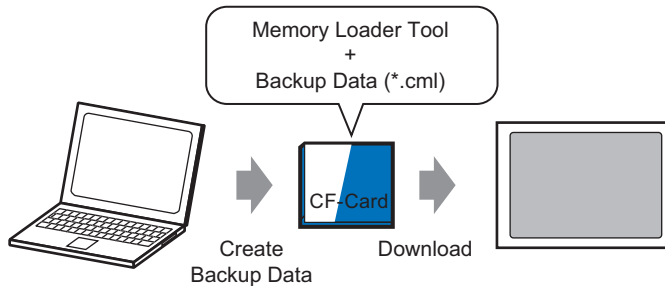 Memory Loader Tool
+
Backup Data (*.cml)
CF-Card
Create
Backup Data
Download